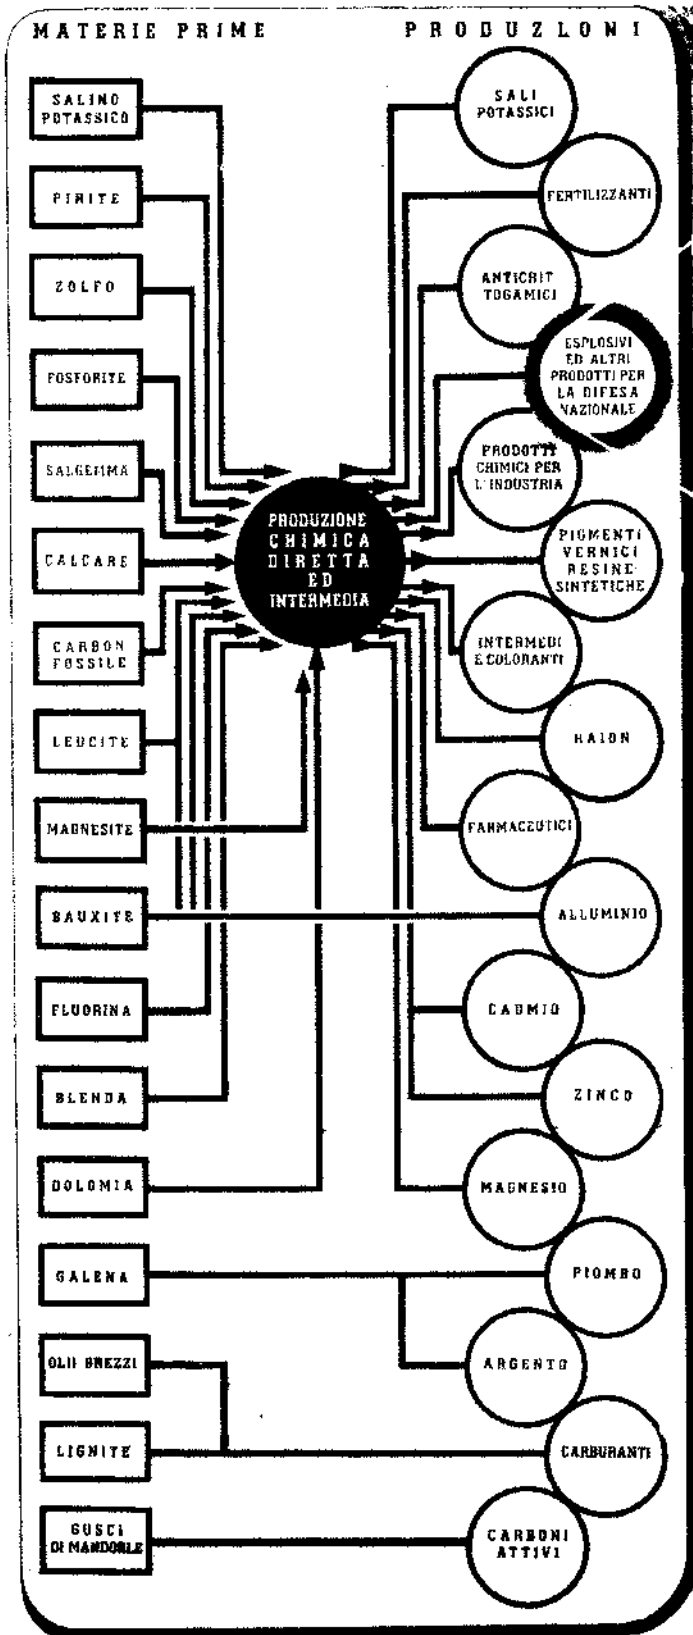 MATERIE PRIME
SALINO
POTASSICO
PIRITE
ZOLFO
FOSFORITE
SALGEMMA
CALCARE
CARBON
FOSSILE
LEUCITE
MAGNESITE
BAUXITE
FLUORINA
BLENDA
DOLOMIA
GALENA
OLII GREZZI
LIGNITE
GUSCI
DI MANDORLE
PRODUZIONE
CHIMICA
DIRETTA
ED
INTERMEDIA
PRODUZIONI
SALI
POTASSICI
FERTILIZZANTI
ANTICRIT
TOGAMICI
ESPLOSIVI
ED ALTRI
PRODOTTI PER
LA DIFESA
NAZIONALE
PRODOTTI
CHIMICI PER
L'INDUSTRIA
PIGMENTI
VERNICI
RESINE
SINTETICHE
INTERMEDI
E COLORANTI
RAION
FARMACEUTICI
ALLUMINIO
CADMIO
ZINCO
MAGNESIO
PIOMBO
ARGENTO
CARBURANTI
CARBONI
ATTIVI